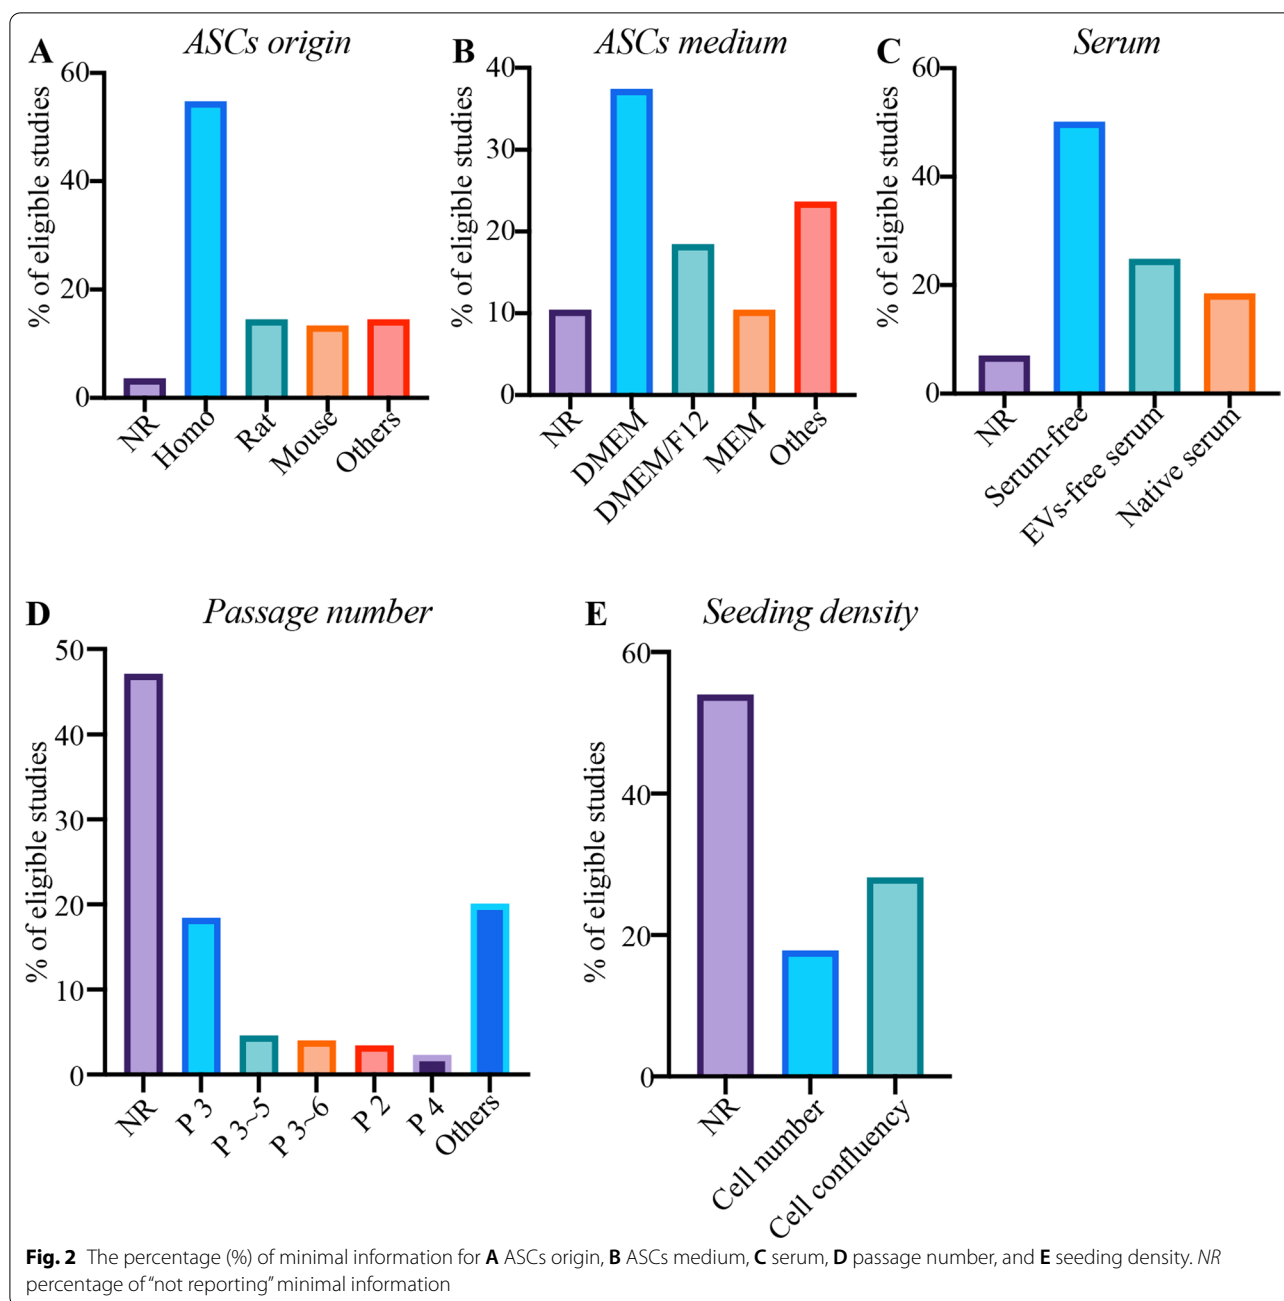 A ASCs origin
% of eligible studies
60
40
20
0
NR
Homo
Rat
Mouse
Others
B ASCs medium
% of eligible studies
40
30
20
10
0
NR
DMEM
DMEM/F12
MEM
Othes
C Serum
% of eligible studies
60
40
20
0
NR
Serum-free
EVs-free serum
Native serum
D Passage number
% of eligible studies
50
40
30
20
10
0
NR
P 3
P 3~5
P 3~6
P 2
P 4
Others
E Seeding density
% of eligible studies
60
40
20
0
NR
Cell number
Cell confluency
Fig. 2 The percentage (%) of minimal information for A ASCs origin, B ASCs medium, C serum, D passage number, and E seeding density. NR
percentage of “not reporting” minimal information